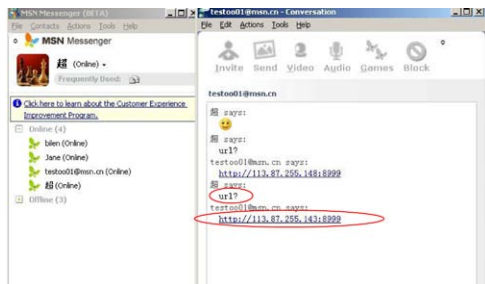 MSN Messenger (BETA)
File Contacts Actions Tools Help
MSN Messenger
超 (Online)
Frequently Used:
Click here to learn about the Customer Experience
Improvement Program.
Online (4)
bilen (Online)
Jane (Online)
testoo01@msn.cn (Online)
超 (Online)
Offline (3)
testoo01@msn.cn - Conversation
File Edit Actions Tools Help
Invite Send Video Audio Games Block
testoo01@msn.cn
超 says:
超 says:
url?
testoo01@msn.cn says:
http://113.87.255.148:8999
超 says:
url?
testoo01@msn.cn says:
http://113.87.255.143:8999